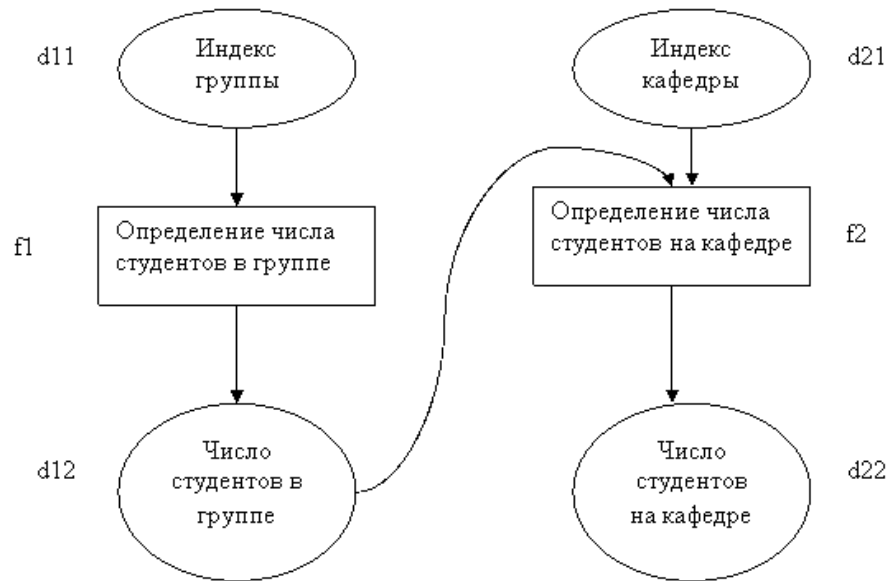 d11
Индекс
группы
Индекс
кафедры
d21
f1
Определение числа
студентов в группе
Определение числа
студентов на кафедре
f2
d12
Число
студентов в
группе
Число
студентов
на кафедре
d22